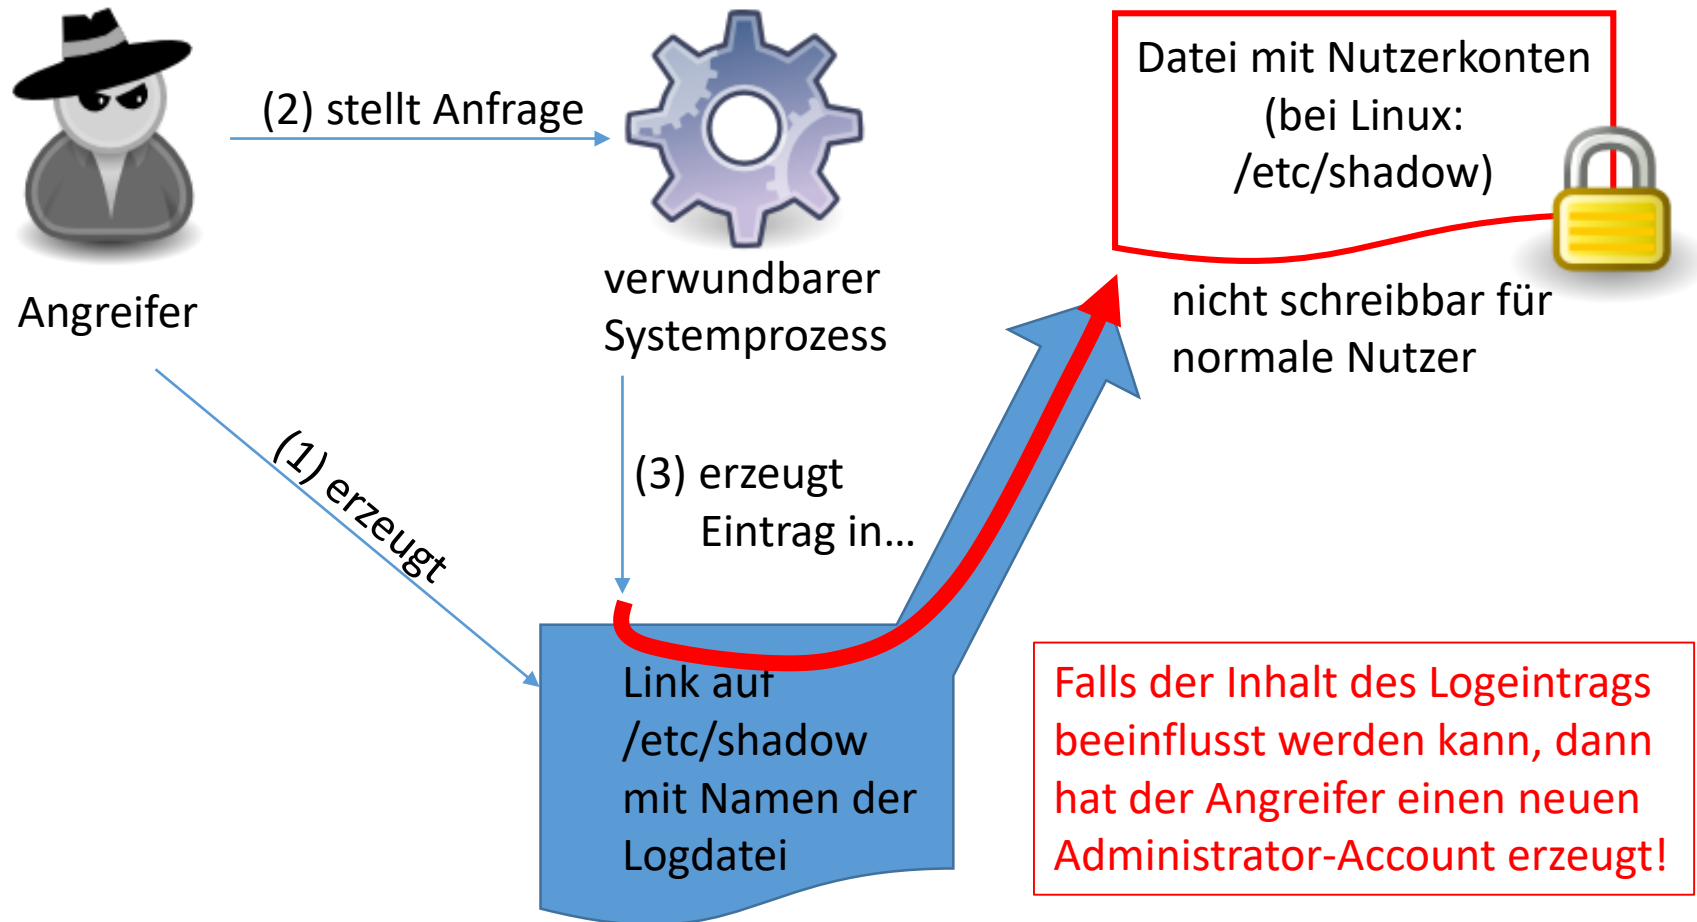 (2) stellt Anfrage
Angreifer
verwundbarer
Systemprozess
Datei mit Nutzerkonten
(bei Linux:
/etc/shadow)
nicht schreibbar für
normale Nutzer
(1) erzeugt
(3) erzeugt
Eintrag in…
Link auf
/etc/shadow
mit Namen der
Logdatei
Falls der Inhalt des Logeintrags
beeinflusst werden kann, dann
hat der Angreifer einen neuen
Administrator-Account erzeugt!